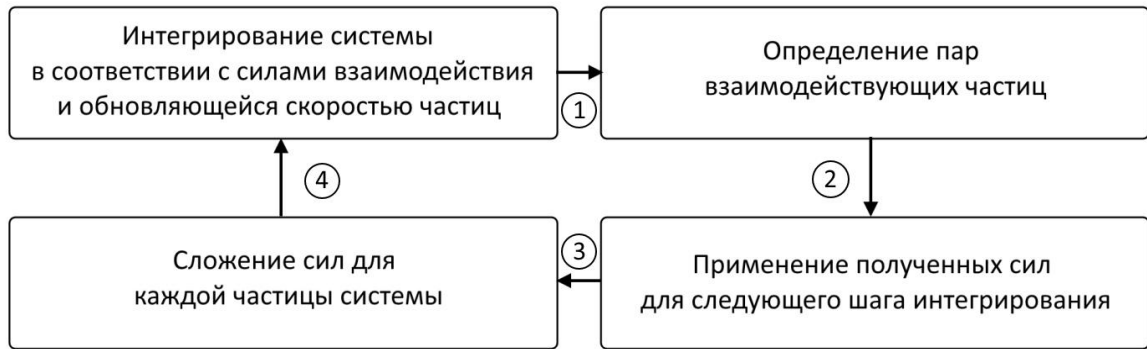 Интегрирование системы
в соответствии с силами взаимодействия
и обновляющейся скоростью частиц
1
Определение пар
взаимодействующих частиц
2
Применение полученных сил
для следующего шага интегрирования
3
Сложение сил для
каждой частицы системы
4